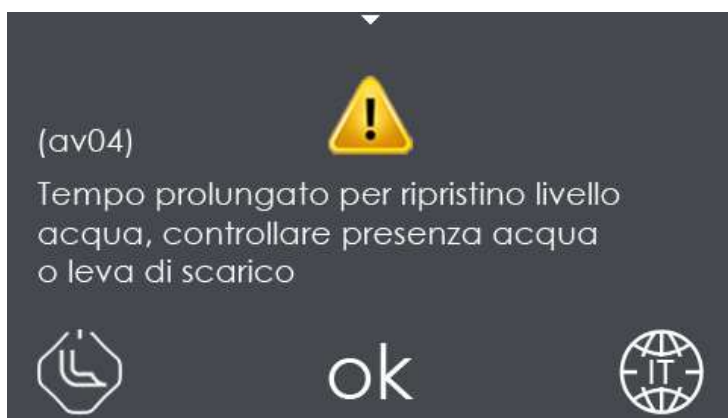 (av04)
Tempo prolungato per ripristino livello
acqua, controllare presenza acqua
o leva di scarico
ok
IT